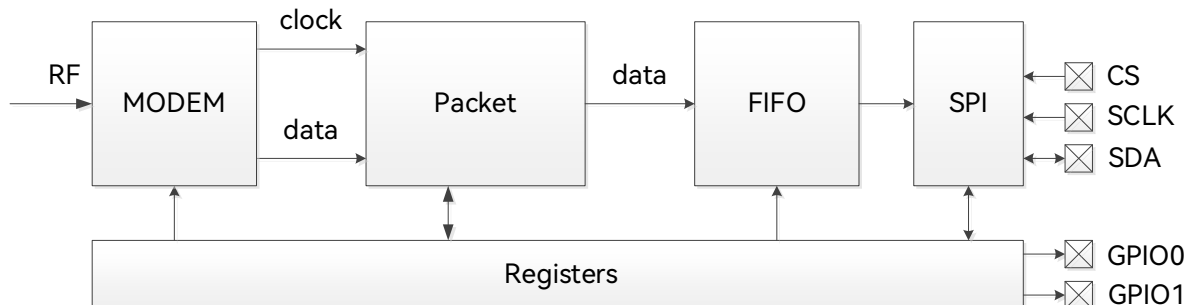 clock
RF
MODEM
data
Packet
data
FIFO
SPI
CS
SCLK
SDA
Registers
GPIO0
GPIO1